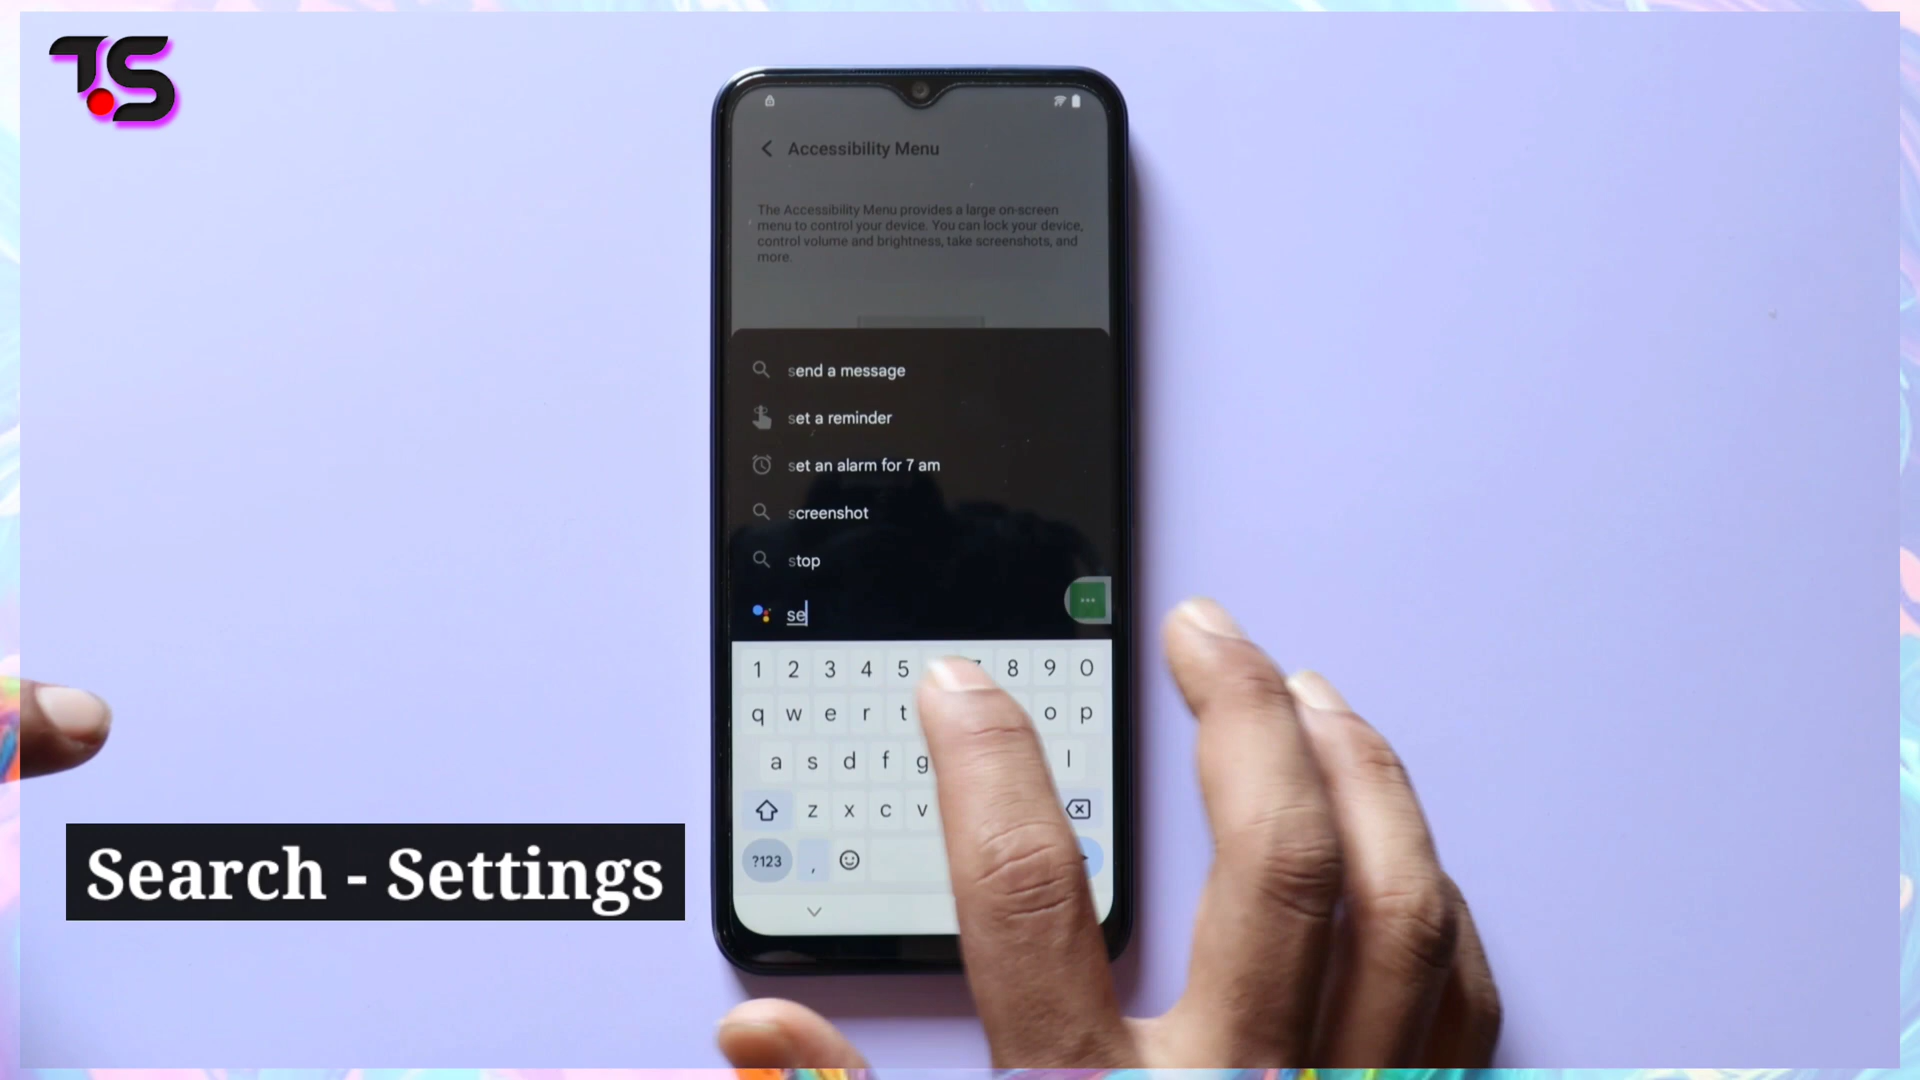 T.S
Accessibility Menu
The Accessibility Menu provides a large on-screen
menu to control your device. You can lock your device,
control volume and brightness, take screenshots, and
more.
send a message
set a reminder
set an alarm for 7 am
screenshot
stop
se
1 2 3 4 5 7 8 9 0
q w e r t o p
a s d f g l
z x c v
?123 ,
Search - Settings